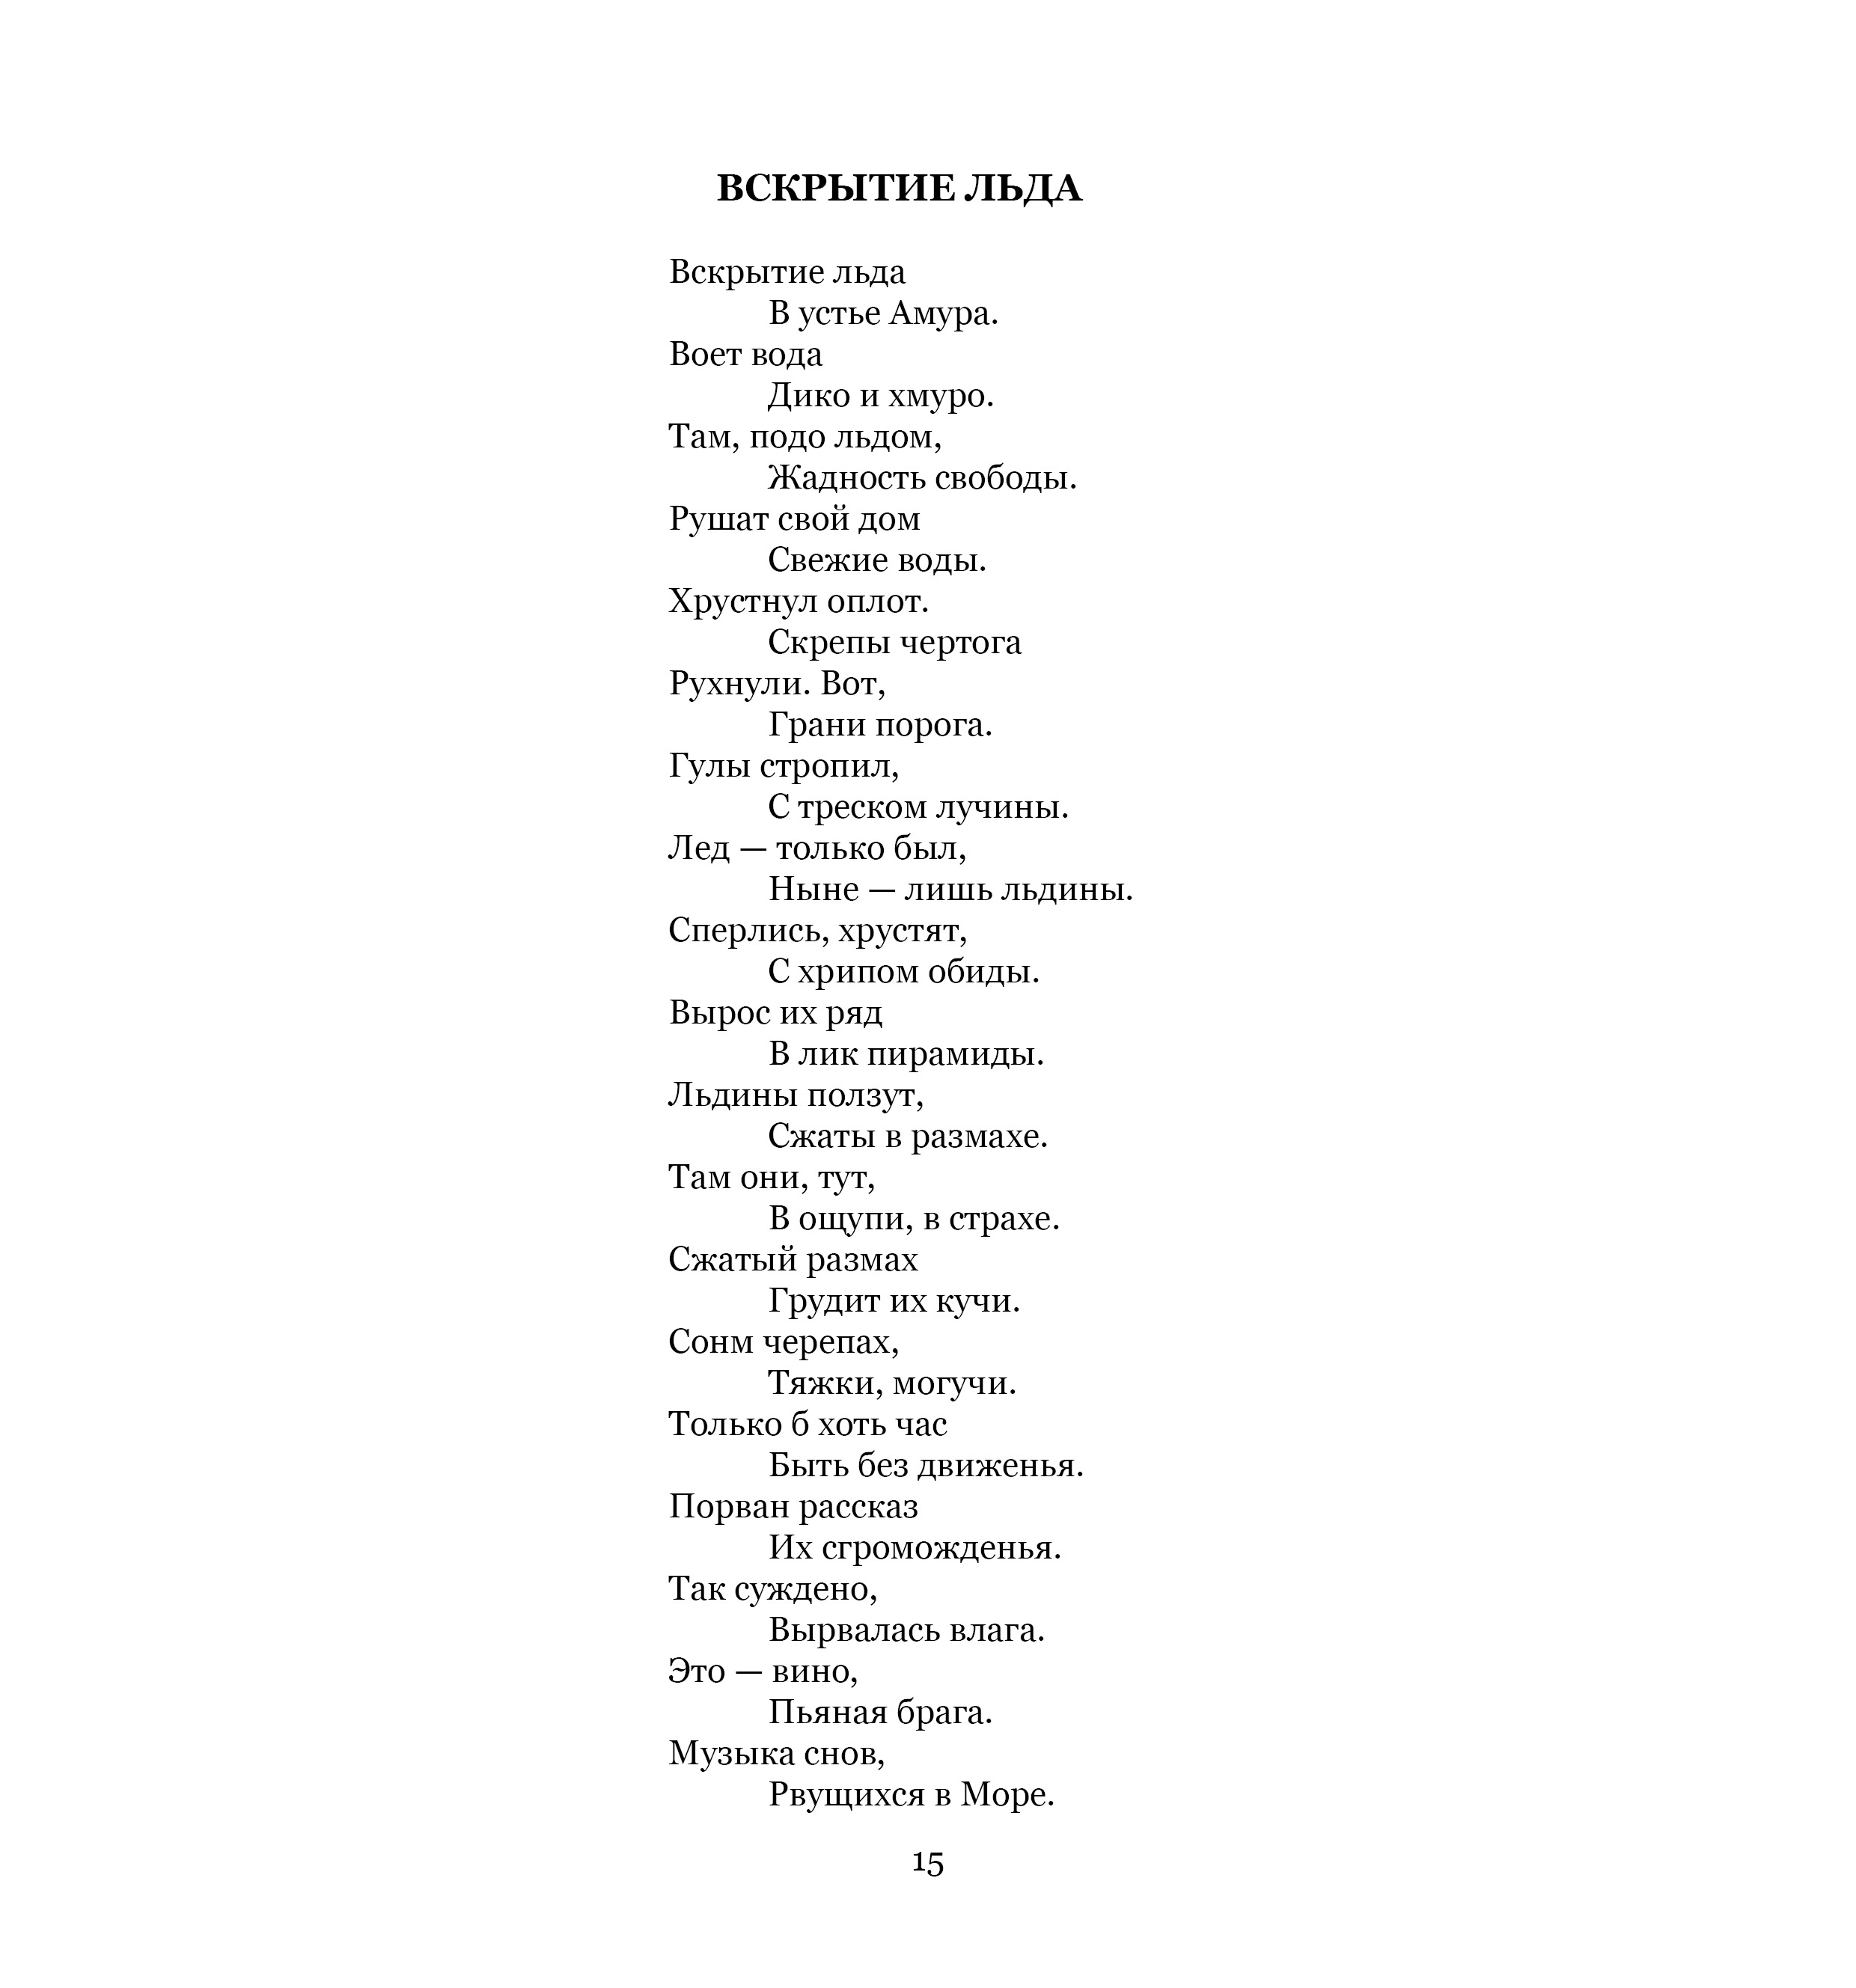 ВСКРЫТИЕ ЛЬДА
Вскрытие льда
В устье Амура.
Воет вода
Дико и хмуро.
Там, подо льдом,
Жадность свободы.
Рушат свой дом
Свежие воды.
Хрустнул оплот.
Скрепы чертога
Рухнули. Вот,
Грани порога.
Гулы стропил,
С треском лучины.
Лед — только был,
Ныне — лишь льдины.
Сперлись, хрустят,
С хрипом обиды.
Вырос их ряд
В лик пирамиды.
Льдины ползут,
Сжаты в размахе.
Там они, тут,
В ощупи, в страхе.
Сжатый размах
Грудит их кучи.
Сонм черепах,
Тяжки, могучи.
Только б хоть час
Быть без движенья.
Порван рассказ
Их сгроможденья.
Так суждено,
Вырвалась влага.
Это — вино,
Пьяная брага.
Музыка снов,
Рвущихся в Море.
15